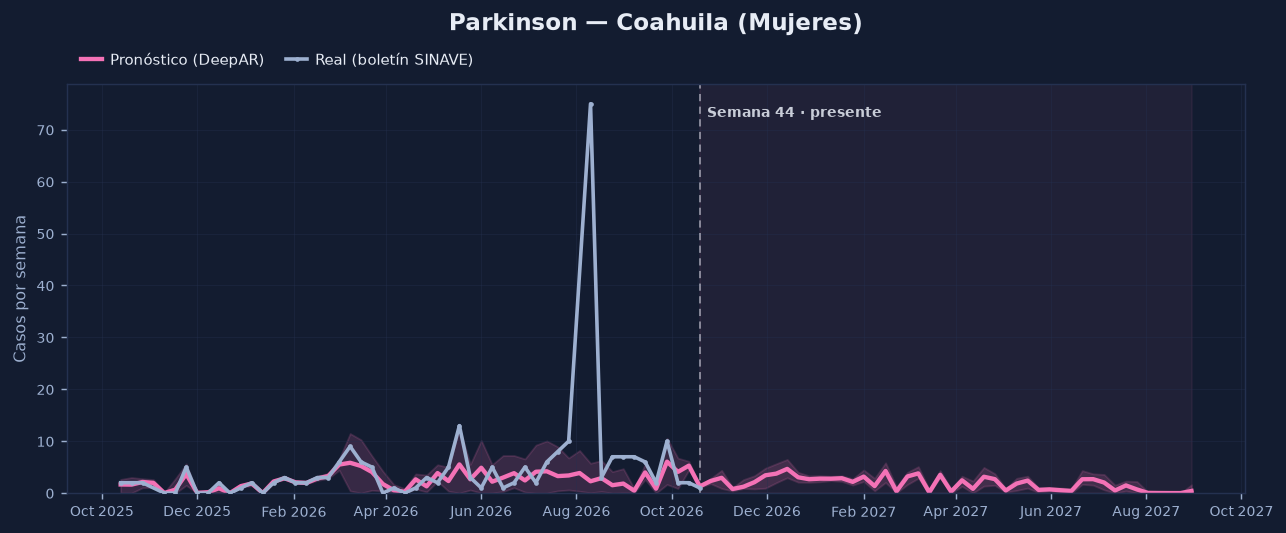 Parkinson — Coahuila (Mujeres)
Pronóstico (DeepAR)
Real (boletín SINAVE)
Semana 44 · presente
Casos por semana
70
60
50
40
30
20
10
0
Oct 2025
Dec 2025
Feb 2026
Apr 2026
Jun 2026
Aug 2026
Oct 2026
Dec 2026
Feb 2027
Apr 2027
Jun 2027
Aug 2027
Oct 2027